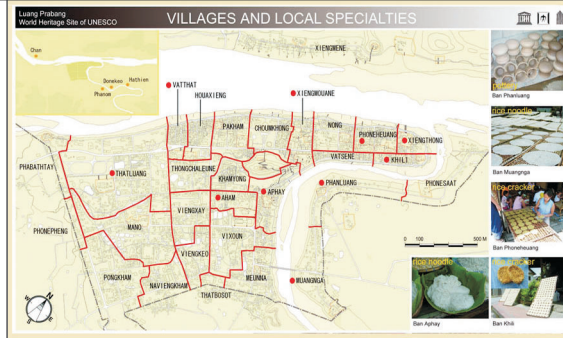 Luang Prabang
World Heritage Site of UNESCO
VILLAGES AND LOCAL SPECIALTIES
Chan
Donekeo
Hathien
Phanom
XIENGMENE
VATTHAT
HOUAXIENG
XIENGMOUANE
PAKHAM
CHOUMKHONG
NONG
PHONEHEUANG
XIENGTHONG
VATSENE
KHILI
PHABATHTAY
THATLUANG
THONGCHALEUNE
KHAMYONG
PHANLUANG
PHONESAAT
APHAY
AHAM
VIENGXAY
PHONEPHENG
MANO
VIXOUN
VIENGKEO
PONGKHAM
NAVIENGKHAM
THATBOSOT
MEUNNA
MUANGNGA
0 100 500 M
N
Ban Phanluang
rice noodle
Ban Muangnga
rice cracker
Ban Phoneheuang
rice noodle
Ban Aphay
rice cracker
Ban Khili